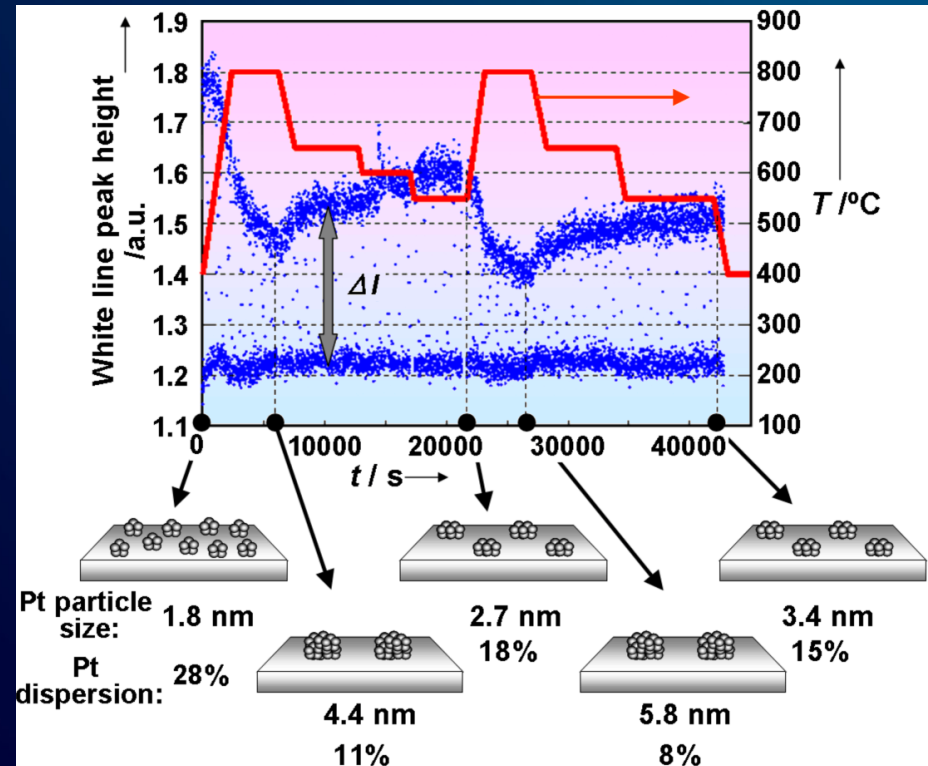 White line peak height
/a.u.
1.9
1.8
1.7
1.6
1.5
1.4
1.3
1.2
1.1
ΔI
900
800
700
600
500
400
300
200
100
T /ºC
0
10000
20000
30000
40000
t / s
Pt particle
size:
1.8 nm
2.7 nm
3.4 nm
Pt
dispersion:
28%
18%
15%
4.4 nm
5.8 nm
11%
8%